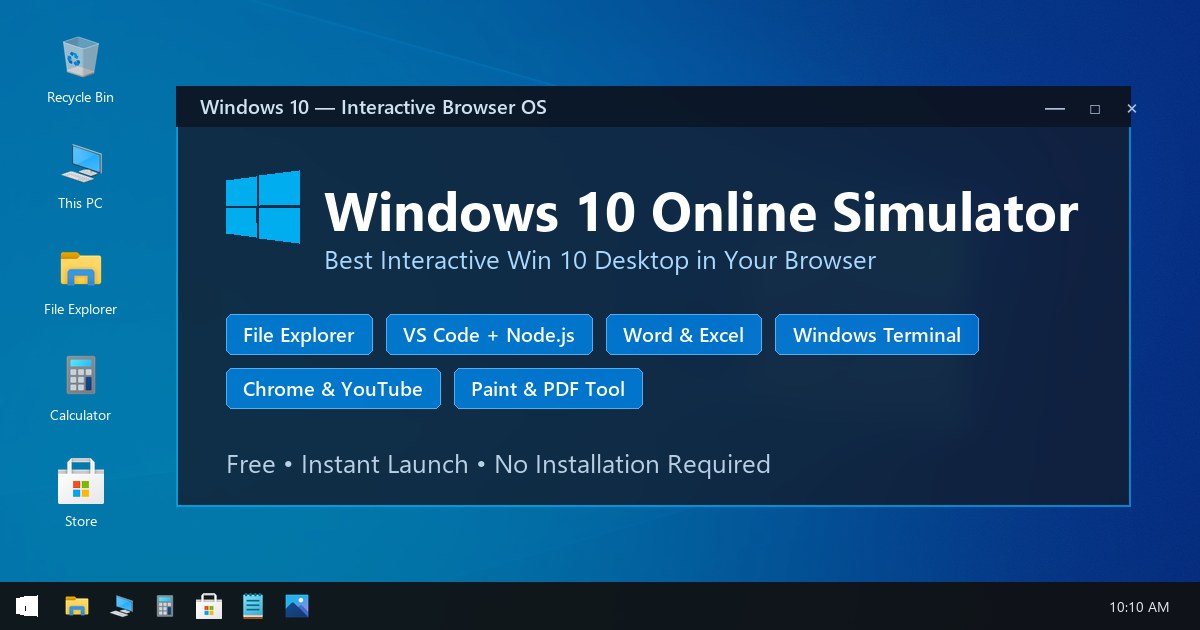 Recycle Bin
This PC
File Explorer
Calculator
Store
Windows 10 — Interactive Browser OS
Windows 10 Online Simulator
Best Interactive Win 10 Desktop in Your Browser
File Explorer
VS Code + Node.js
Word & Excel
Windows Terminal
Chrome & YouTube
Paint & PDF Tool
Free • Instant Launch • No Installation Required
10:10 AM